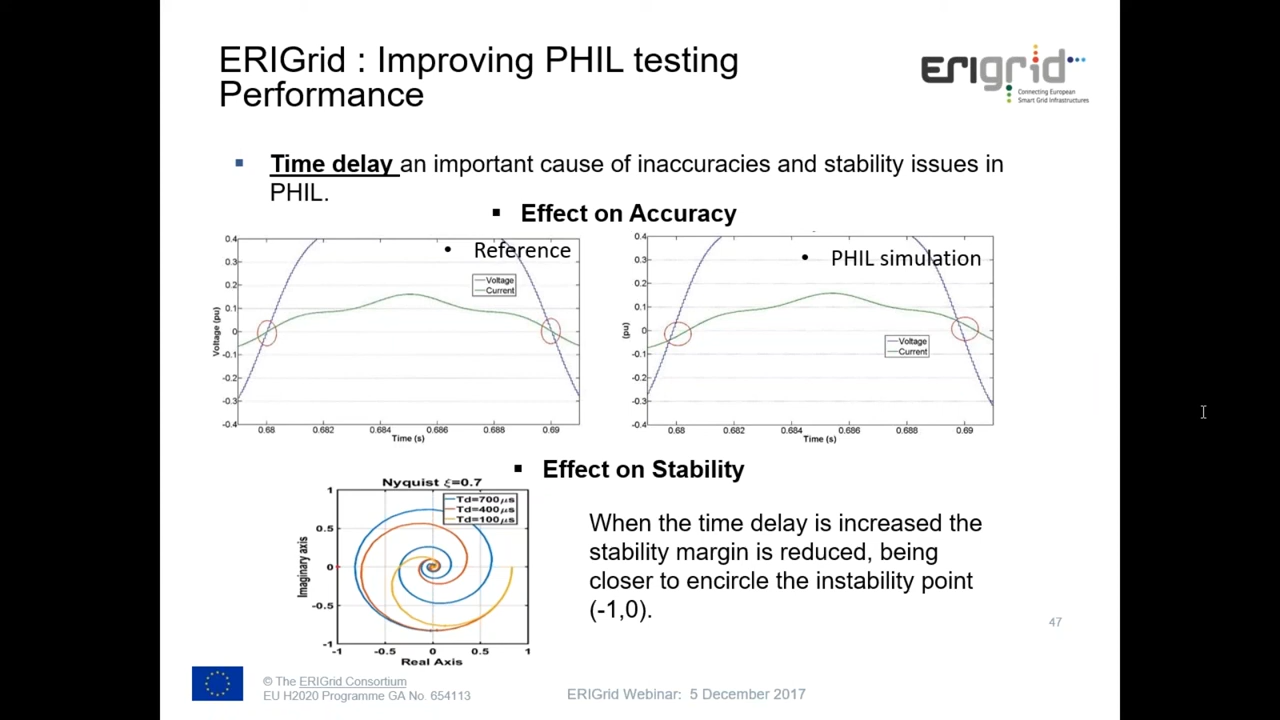 ERIGrid : Improving PHIL testing
Performance
ERIgrid
Connecting European
Smart Grid Infrastructures
▪ Time delay an important cause of inaccuracies and stability issues in
PHIL.
▪ Effect on Accuracy
• Reference
0.4
0.3
0.2
0.1
0
-0.1
-0.2
-0.3
-0.4
Voltage (pu)
Voltage
Current
0.68 0.682 0.684 0.686 0.688 0.69
Time (s)
• PHIL simulation
0.4
0.3
0.2
0.1
0
-0.1
-0.2
-0.3
-0.4
(pu)
Voltage
Current
0.68 0.682 0.684 0.686 0.688 0.69
Time (s)
▪ Effect on Stability
Nyquist ξ=0.7
Td=700μs
Td=400μs
Td=100μs
1
0.5
0
-0.5
-1
Imaginary axis
-1 -0.5 0 0.5 1
Real Axis
When the time delay is increased the
stability margin is reduced, being
closer to encircle the instability point
(-1,0).
47
© The ERIGrid Consortium
EU H2020 Programme GA No. 654113
ERIGrid Webinar: 5 December 2017